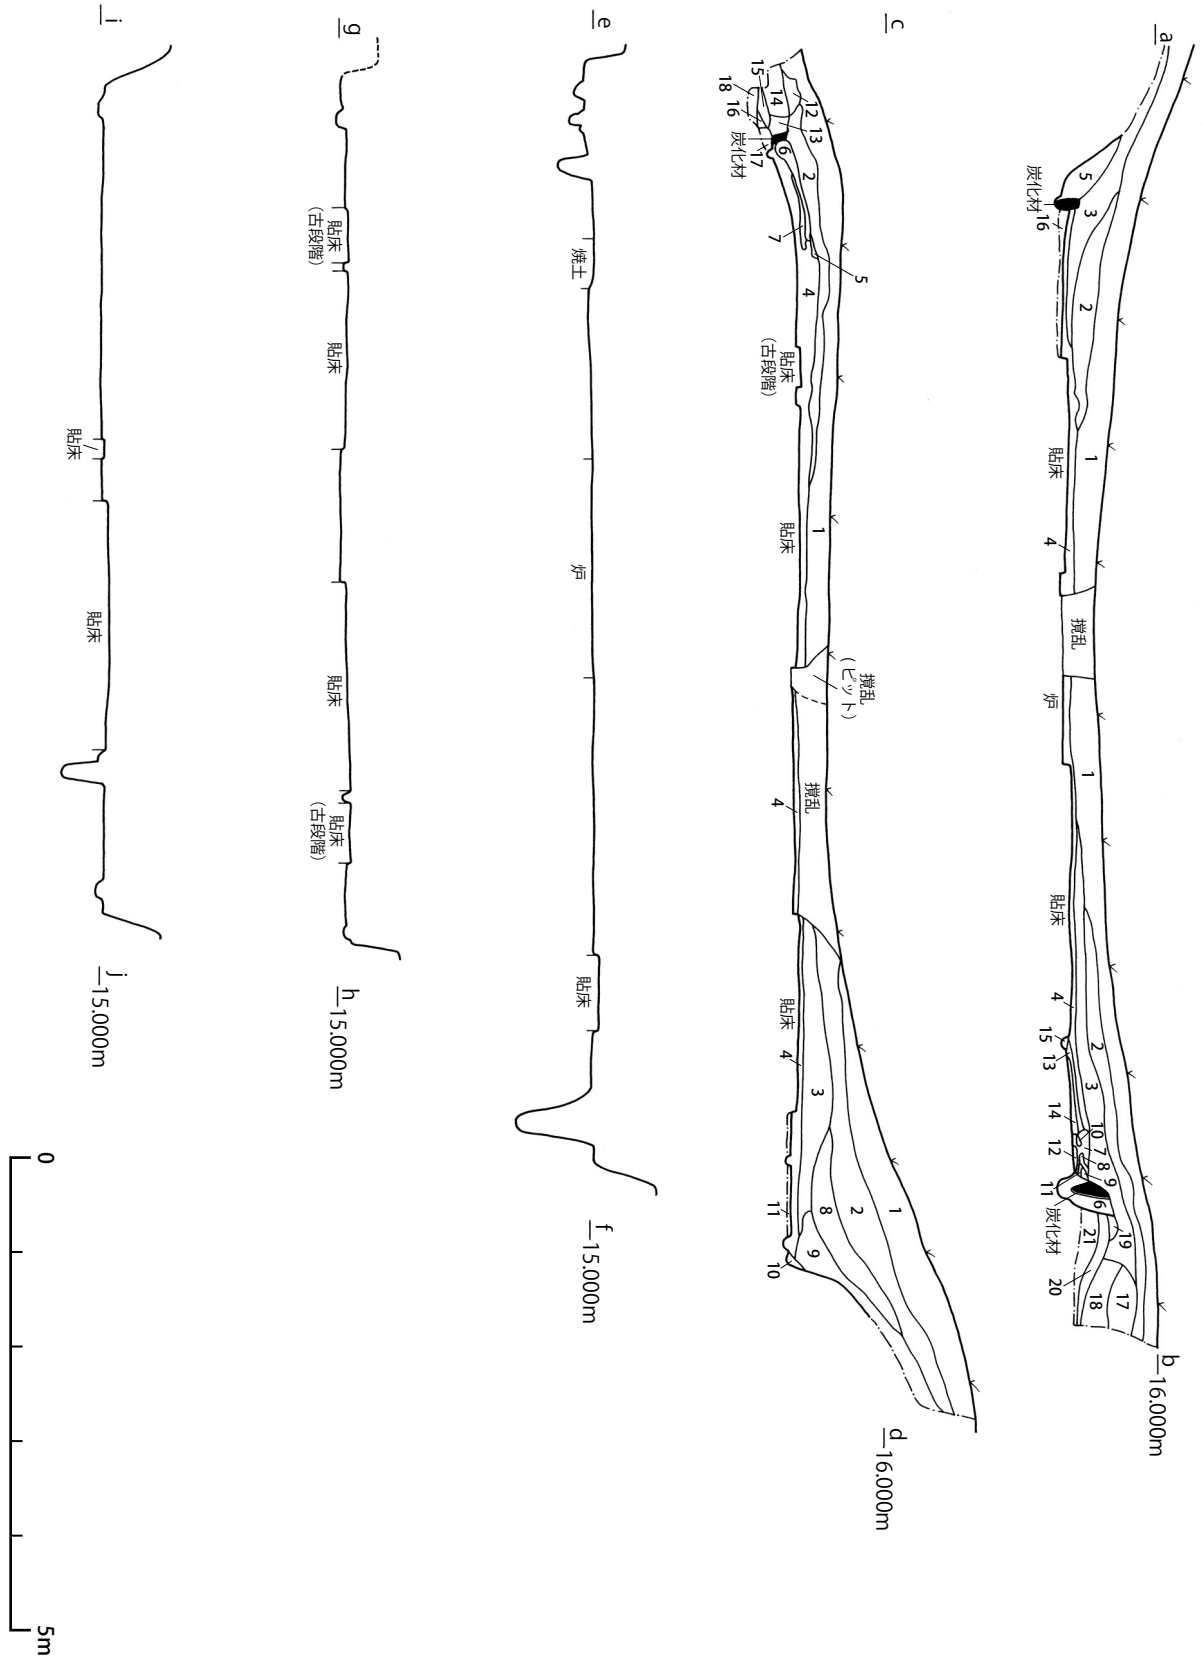 a
b 16.000m
5
3
炭化材
16
2
1
貼床
4
撹乱
炉
1
貼床
4
2
3
15
13
14
10
7
8
9
12
11
炭化材
6
19
21
20
18
17
c
d 16.000m
12
13
14
15
18
16
炭化材
17
6
2
7
5
4
貼床
(古段階)
貼床
1
撹乱
(ピット)
撹乱
4
貼床
4
3
11
8
2
1
9
10
e
f 15.000m
焼土
炉
貼床
g
h 15.000m
貼床
(古段階)
貼床
貼床
貼床
(古段階)
i
j 15.000m
貼床
貼床
0
5m